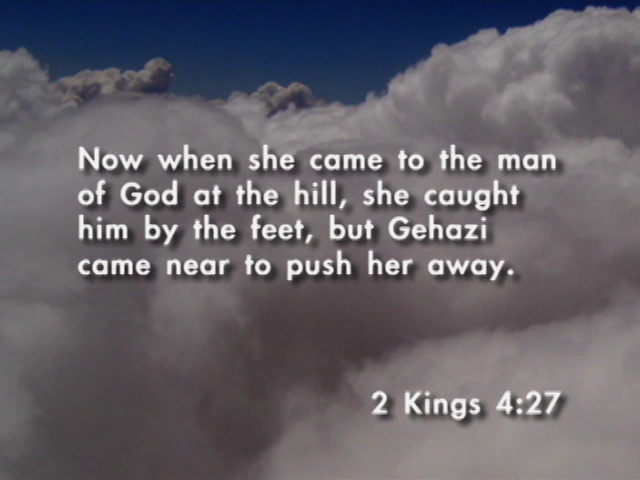 Now when she came to the man
of God at the hill, she caught
him by the feet, but Gehazi
came near to push her away.
2 Kings 4:27